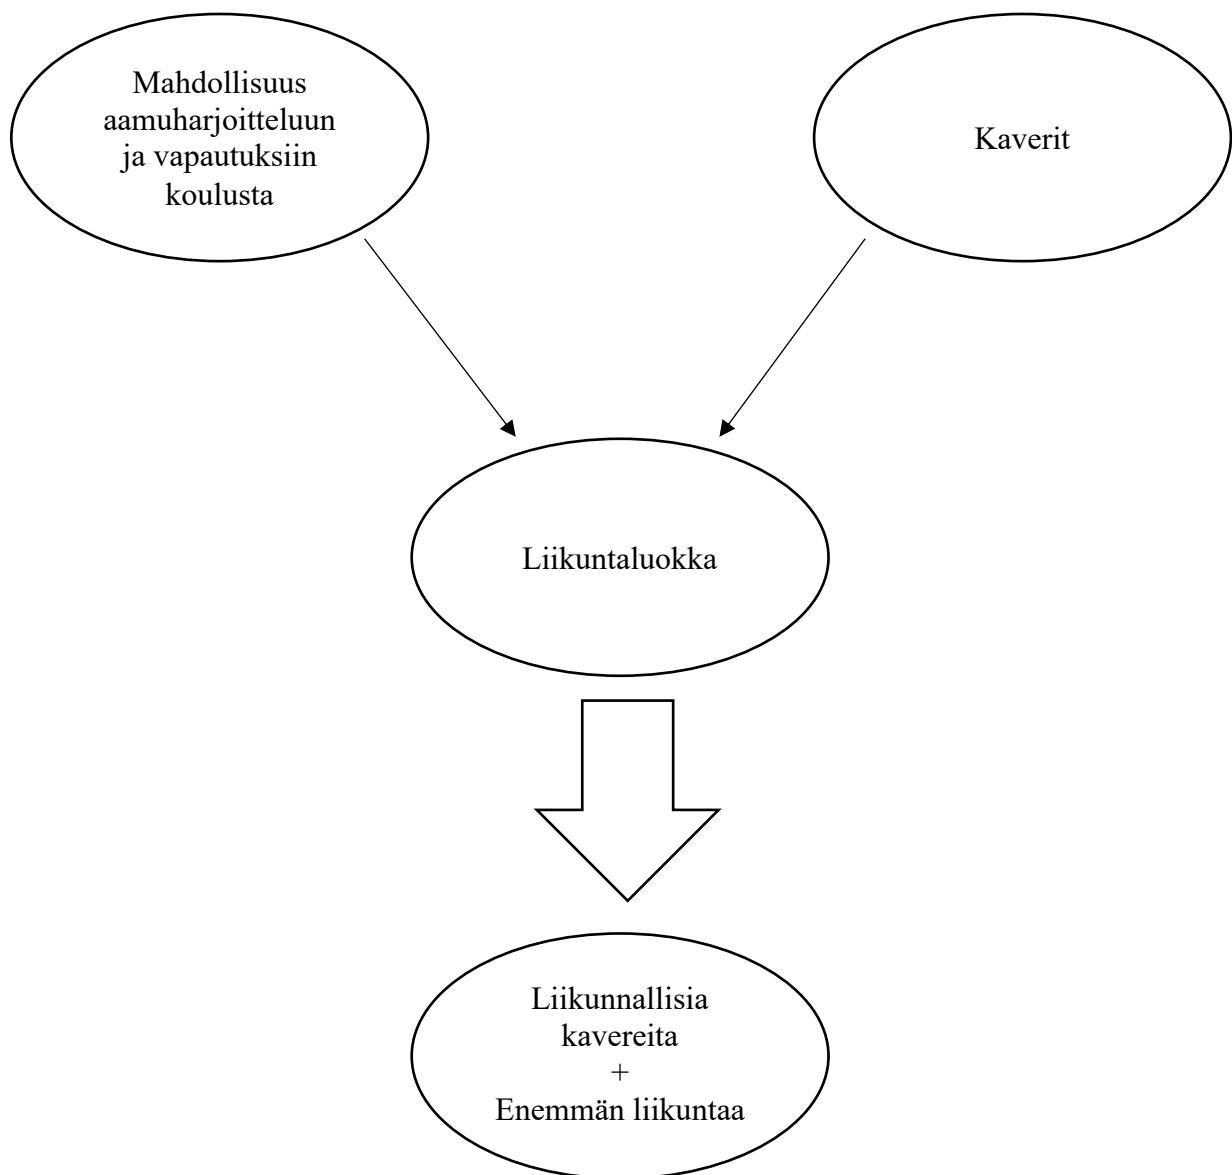 Mahdollisuus
aamuharjoitteluun
ja vapautuksiin
koulusta
Kaverit
Liikuntaluokka
Liikunnallisia
kavereita
+
Enemmän liikuntaa